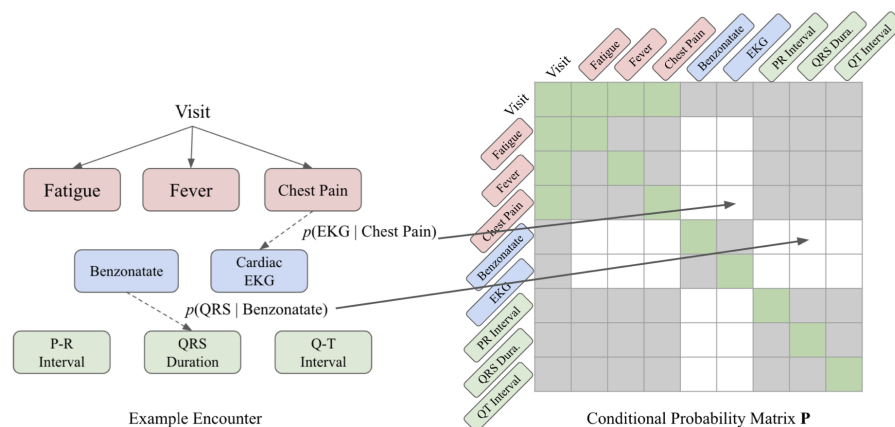 Visit
Fatigue
Fever
Chest Pain
p(EKG | Chest Pain)
Benzonatate
Cardiac
EKG
p(QRS | Benzonatate)
P-R
Interval
QRS
Duration
Q-T
Interval
Example Encounter
Visit
Fatigue
Fever
Chest Pain
Benzonatate
EKG
PR Interval
QRS Dura.
QT Interval
Visit
Fatigue
Fever
Chest Pain
Benzonatate
EKG
PR Interval
QRS Dura.
QT Interval
Conditional Probability Matrix P